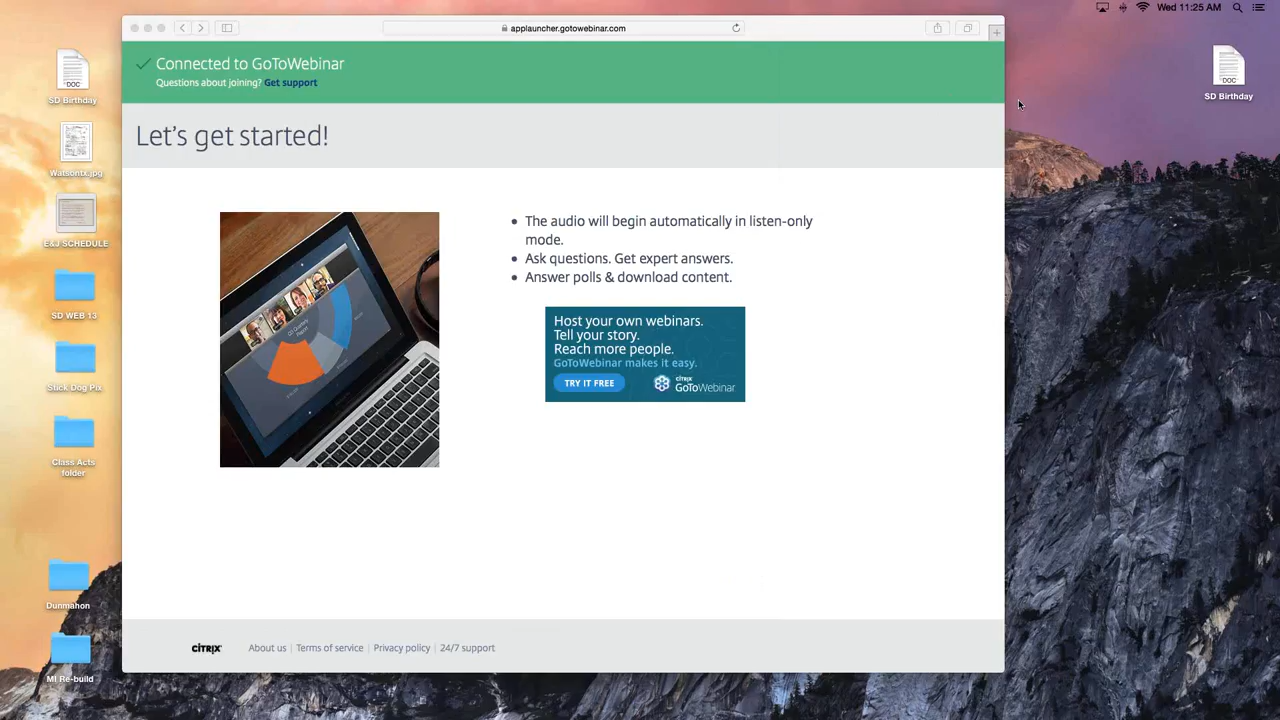 Wed 11:25 AM
applauncher.gotowebinar.com
Connected to GoToWebinar
Questions about joining? Get support
Let's get started!
The audio will begin automatically in listen-only
mode.
Ask questions. Get expert answers.
Answer polls & download content.
Host your own webinars.
Tell your story.
Reach more people.
GoToWebinar makes it easy.
TRY IT FREE
CITRIX
GoToWebinar
CITRIX
About us | Terms of service | Privacy policy | 24/7 support
DOC
SD Birthday
Watsontx.jpg
E&J SCHEDULE
SD WEB 13
Stick Dog Pix
Class Acts
folder
Dunmahon
MI Re-build
DOC
SD Birthday